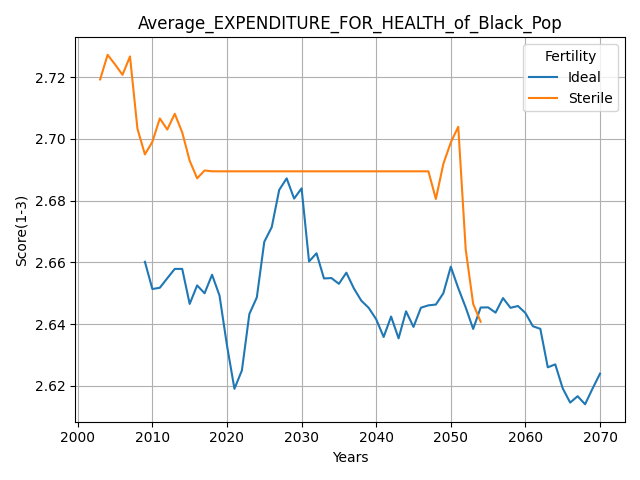 Average_EXPENDITURE_FOR_HEALTH_of_Black_Pop
Fertility
Ideal
Sterile
Score(1-3)
2.72
2.70
2.68
2.66
2.64
2.62
2000 2010 2020 2030 2040 2050 2060 2070
Years